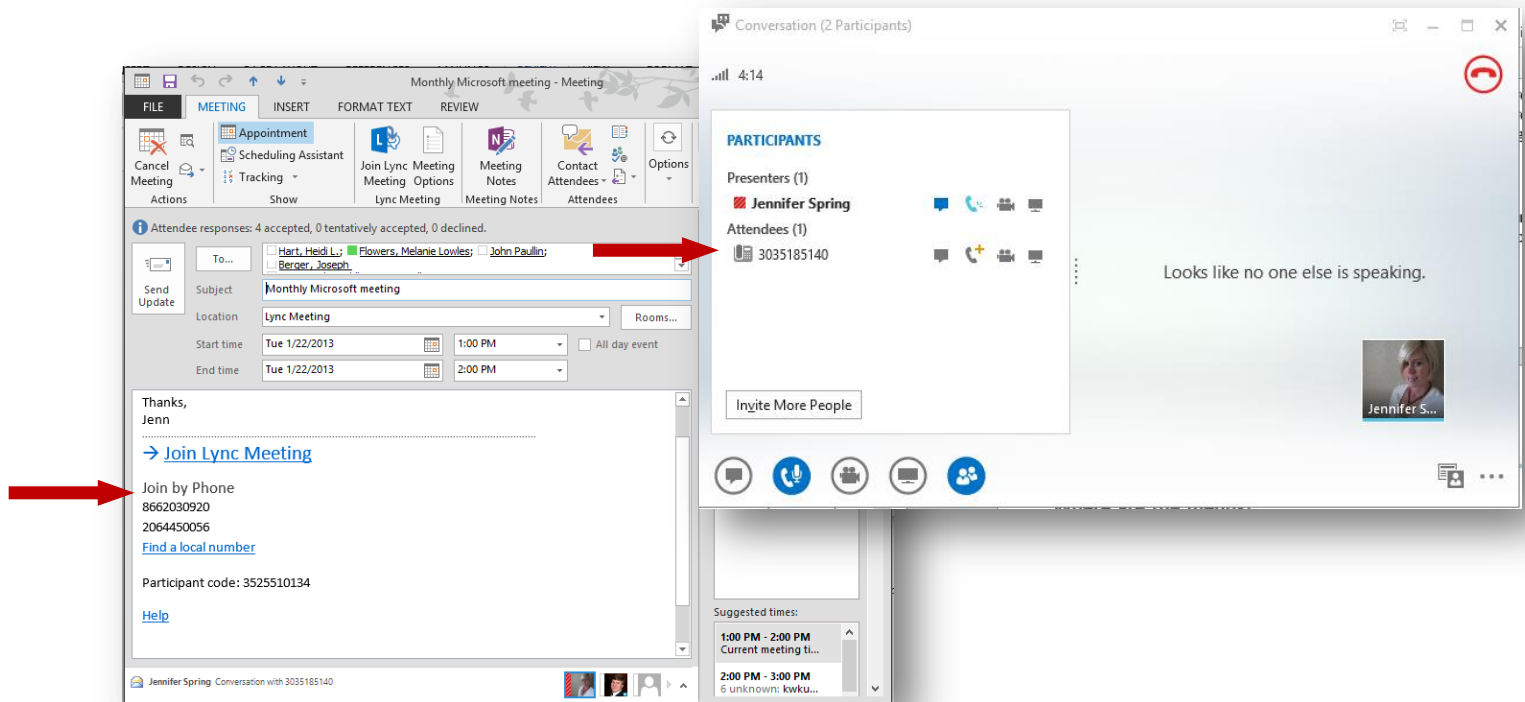 Monthly Microsoft meeting - Meeting
FILE MEETING INSERT FORMAT TEXT REVIEW
Cancel Meeting
Actions
Appointment
Scheduling Assistant
Tracking
Show
Join Lync Meeting
Meeting Options
Lync Meeting
Meeting Notes
Meeting Notes
Contact Attendees
Attendees
Options
Attendee responses: 4 accepted, 0 tentatively accepted, 0 declined.
Send Update
To...
Hart, Heidi L.; Flowers, Melanie Lowles; John Paullin;
Berger, Joseph
Subject
Monthly Microsoft meeting
Location
Lync Meeting
Rooms...
Start time
Tue 1/22/2013
1:00 PM
All day event
End time
Tue 1/22/2013
2:00 PM
Thanks,
Jenn
→ Join Lync Meeting
Join by Phone
8662030920
2064450056
Find a local number
Participant code: 3525510134
Help
Jennifer Spring Conversation with 3035185140
Suggested times:
1:00 PM - 2:00 PM
Current meeting ti...
2:00 PM - 3:00 PM
6 unknown: kwku...
Conversation (2 Participants)
4:14
PARTICIPANTS
Presenters (1)
Jennifer Spring
Attendees (1)
3035185140
Invite More People
Looks like no one else is speaking.
Jennifer S...